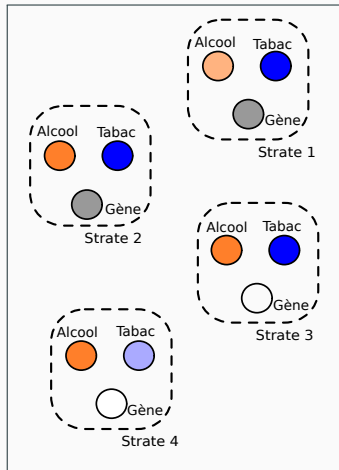 Alcool Tabac
Gène
Strate 1
Alcool Tabac
Gène
Strate 2
Alcool Tabac
Gène
Strate 3
Alcool Tabac
Gène
Strate 4